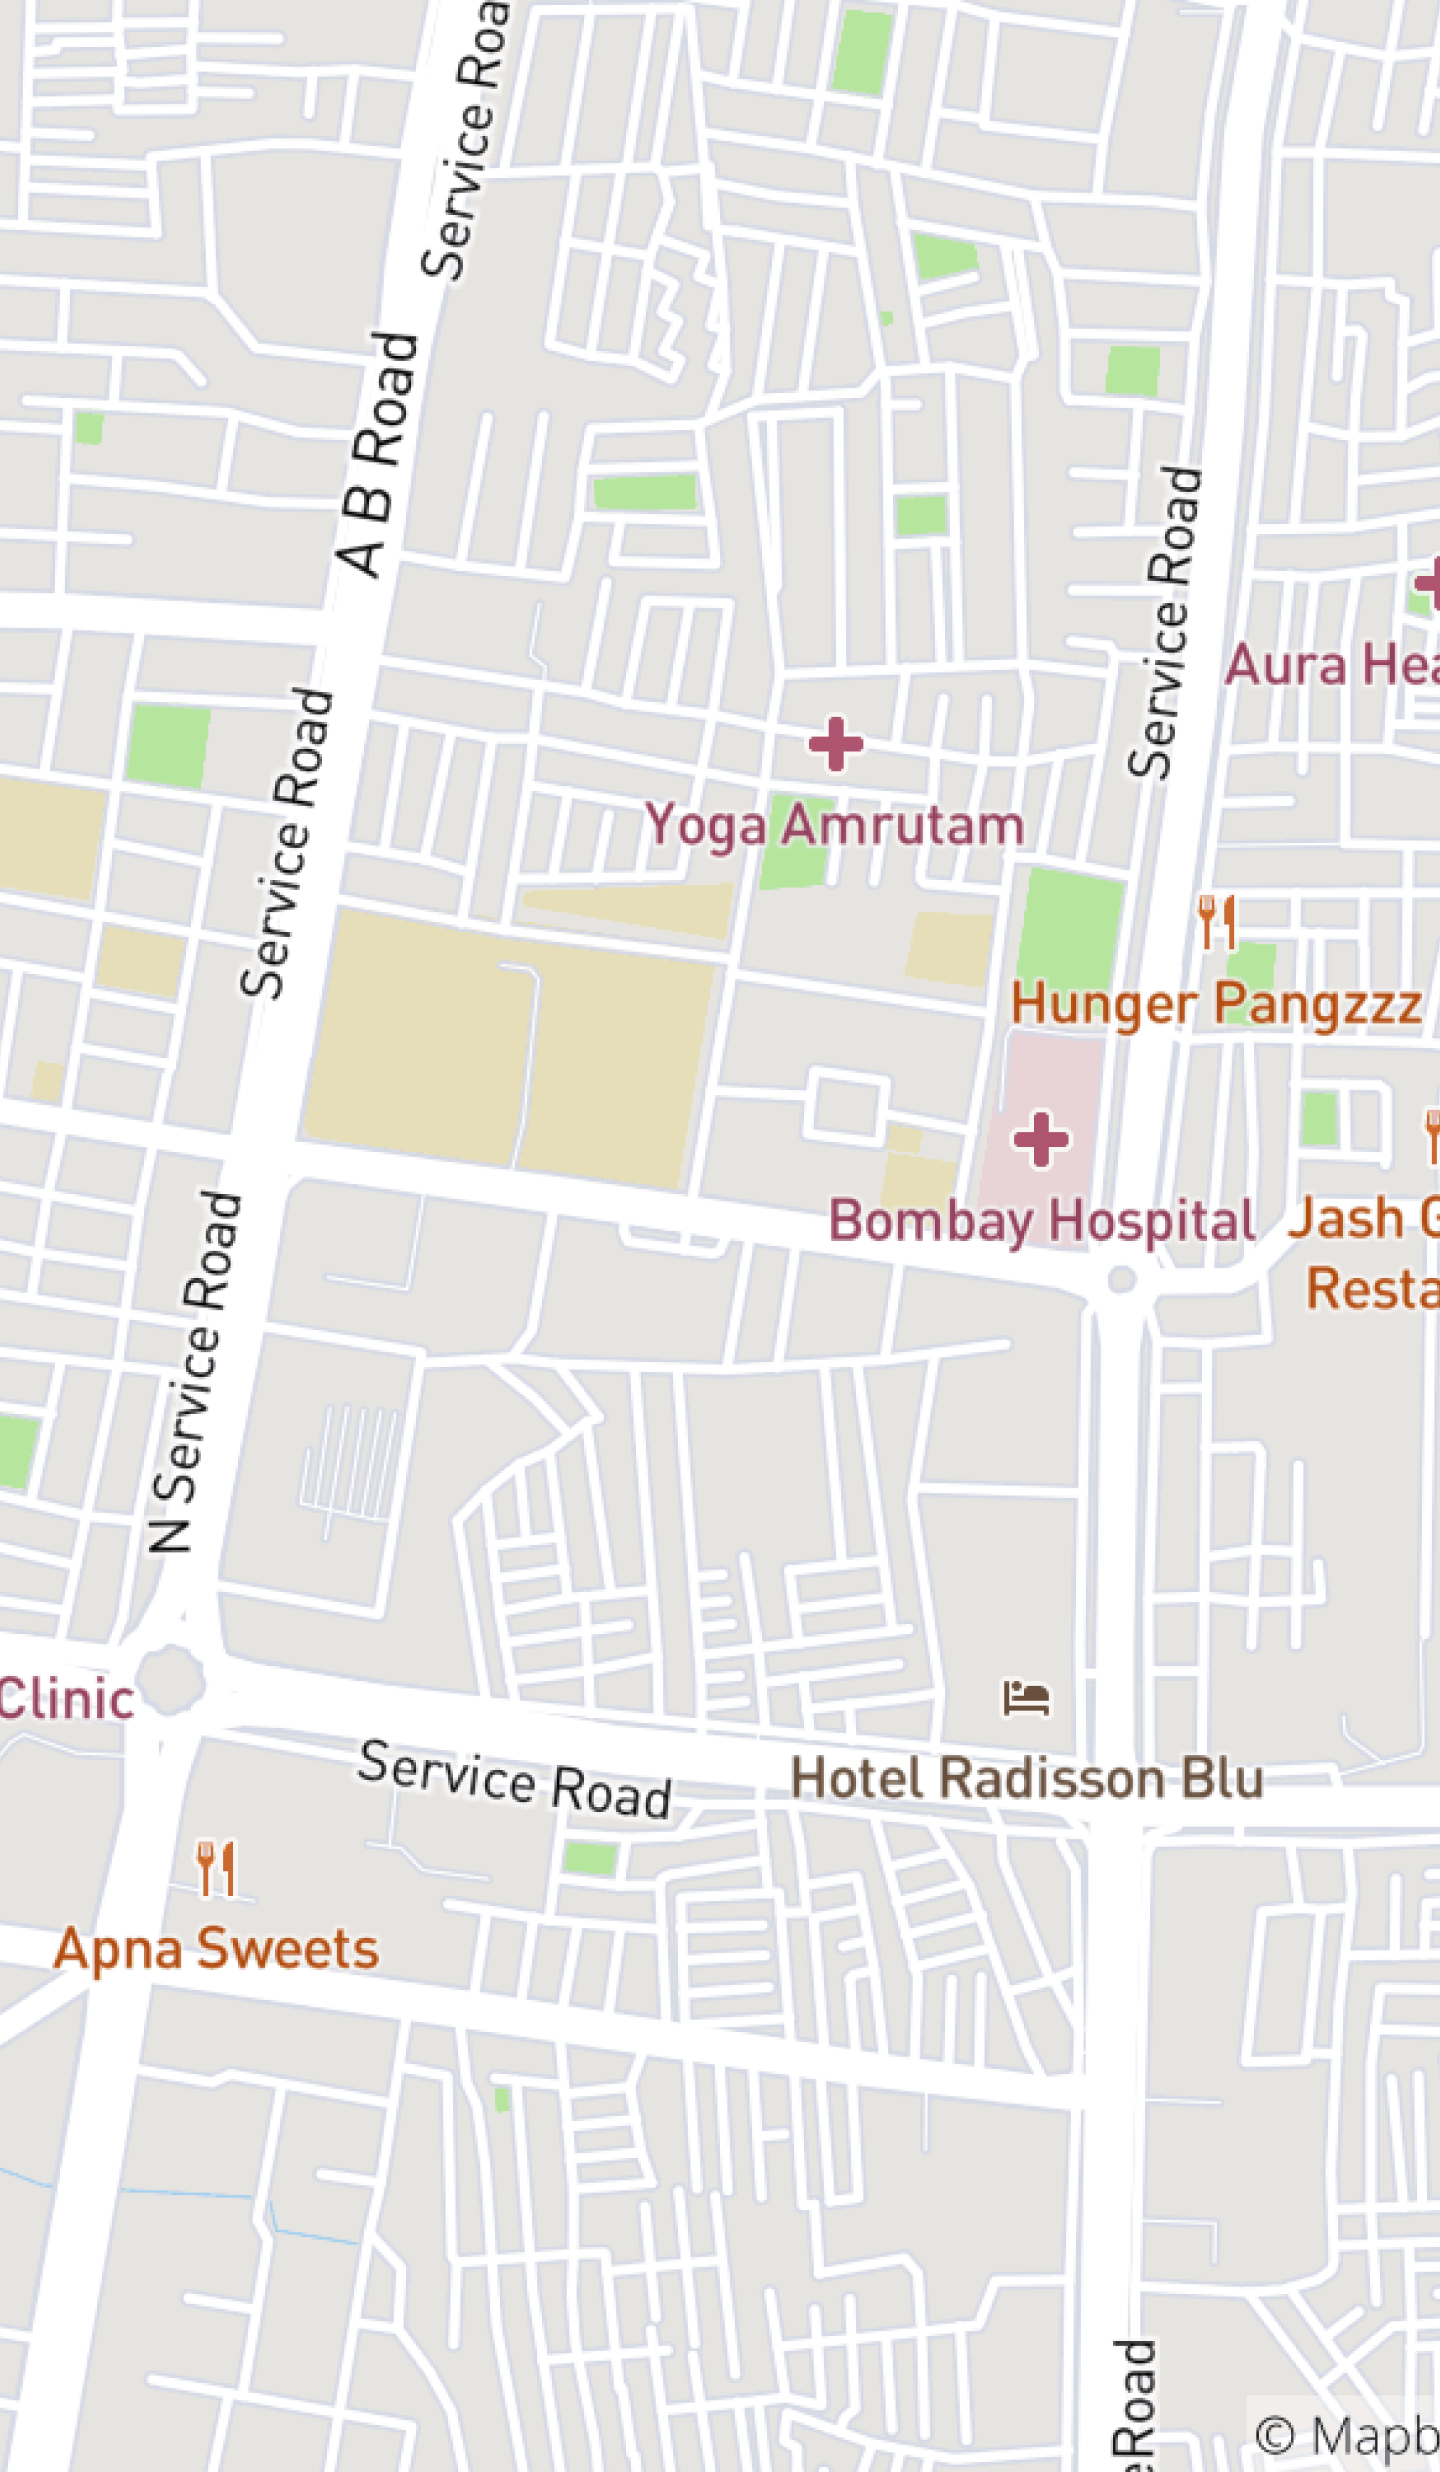 Service Roa
A B Road
Service Road
Aura Hea
Service Road
Yoga Amrutam
Hunger Pangzzz
Bombay Hospital
Jash G
Resta
N Service Road
Clinic
Service Road
Hotel Radisson Blu
Apna Sweets
eRoad
© Mapb